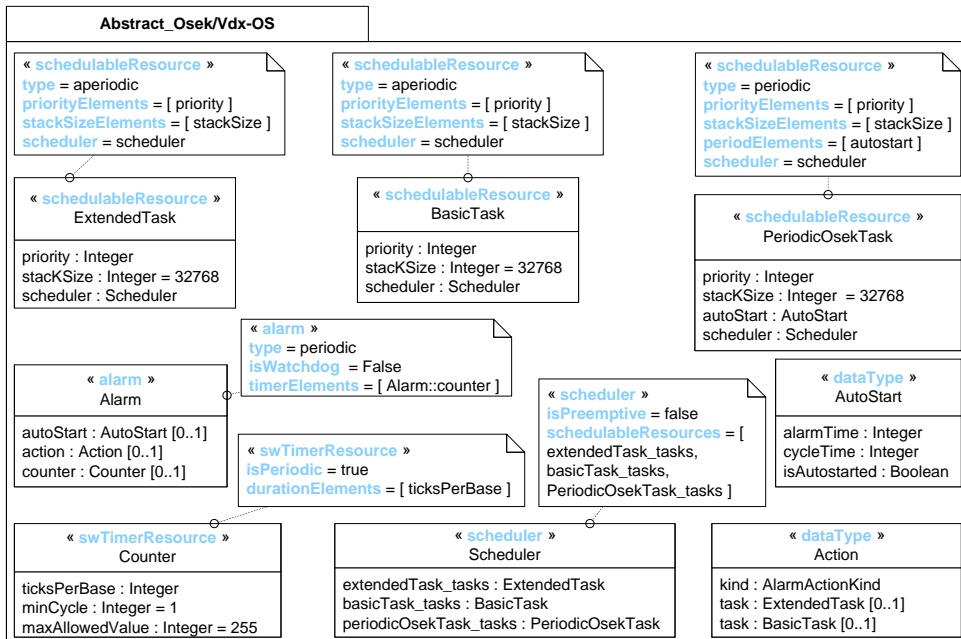 Abstract_Osek/Vdx-OS
« schedulableResource »
type = aperiodic
priorityElements = [ priority ]
stackSizeElements = [ stackSize ]
scheduler = scheduler
« schedulableResource »
type = aperiodic
priorityElements = [ priority ]
stackSizeElements = [ stackSize ]
scheduler = scheduler
« schedulableResource »
type = periodic
priorityElements = [ priority ]
stackSizeElements = [ stackSize ]
periodElements = [ autostart ]
scheduler = scheduler
« schedulableResource »
ExtendedTask
priority : Integer
stacKSize : Integer = 32768
scheduler : Scheduler
« schedulableResource »
BasicTask
priority : Integer
stacKSize : Integer = 32768
scheduler : Scheduler
« schedulableResource »
PeriodicOsekTask
priority : Integer
stacKSize : Integer = 32768
autoStart : AutoStart
scheduler : Scheduler
« alarm »
type = periodic
isWatchdog = False
timerElements = [ Alarm::counter ]
« alarm »
Alarm
autoStart : AutoStart [0..1]
action : Action [0..1]
counter : Counter [0..1]
« swTimerResource »
isPeriodic = true
durationElements = [ ticksPerBase ]
« scheduler »
isPreemptive = false
schedulableResources = [
extendedTask_tasks,
basicTask_tasks,
PeriodicOsekTask_tasks ]
« dataType »
AutoStart
alarmTime : Integer
cycleTime : Integer
isAutostarted : Boolean
« swTimerResource »
Counter
ticksPerBase : Integer
minCycle : Integer = 1
maxAllowedValue : Integer = 255
« scheduler »
Scheduler
extendedTask_tasks : ExtendedTask
basicTask_tasks : BasicTask
periodicOsekTask_tasks : PeriodicOsekTask
« dataType »
Action
kind : AlarmActionKind
task : ExtendedTask [0..1]
task : BasicTask [0..1]